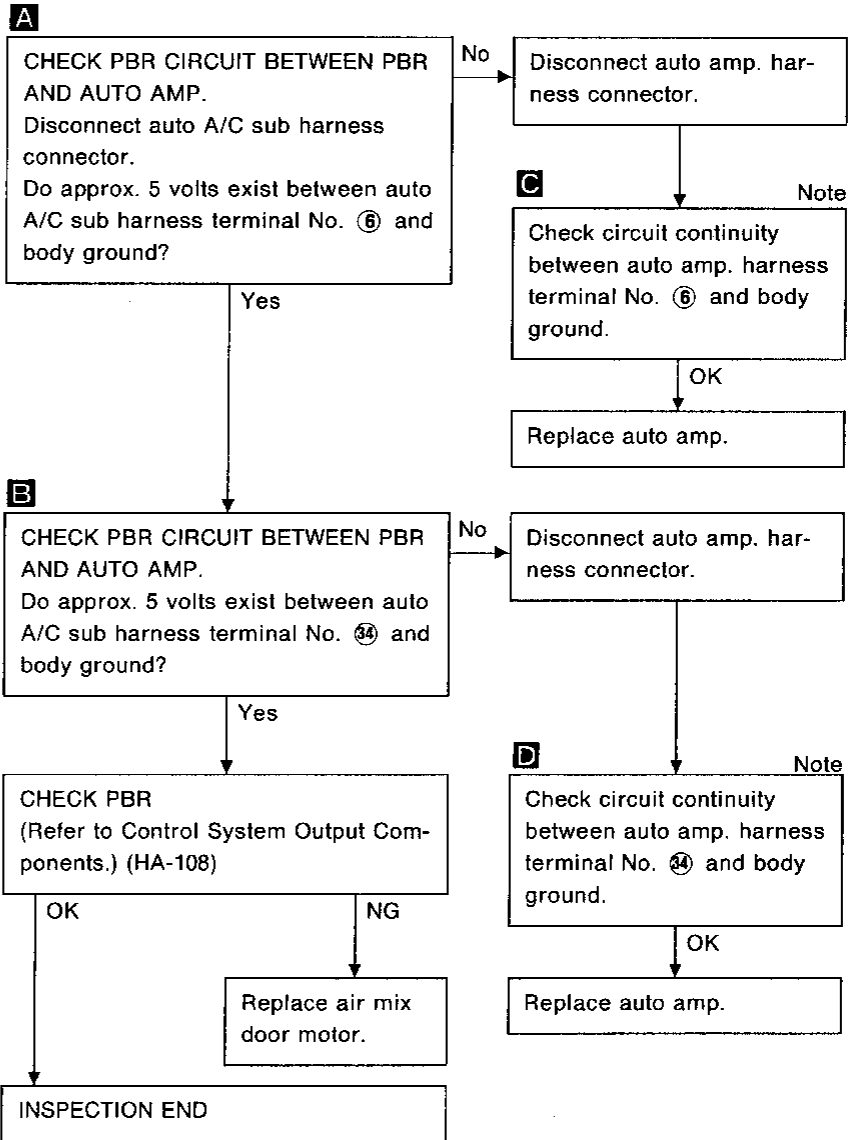 A
CHECK PBR CIRCUIT BETWEEN PBR
AND AUTO AMP.
Disconnect auto A/C sub harness
connector.
Do approx. 5 volts exist between auto
A/C sub harness terminal No. ⑥ and
body ground?
No
Disconnect auto amp. har-
ness connector.
C
Note
Check circuit continuity
between auto amp. harness
terminal No. ⑥ and body
ground.
OK
Replace auto amp.
Yes
B
CHECK PBR CIRCUIT BETWEEN PBR
AND AUTO AMP.
Do approx. 5 volts exist between auto
A/C sub harness terminal No. ㉞ and
body ground?
No
Disconnect auto amp. har-
ness connector.
D
Note
Check circuit continuity
between auto amp. harness
terminal No. ㉞ and body
ground.
OK
Replace auto amp.
Yes
CHECK PBR
(Refer to Control System Output Com-
ponents.) (HA-108)
OK
NG
Replace air mix
door motor.
INSPECTION END